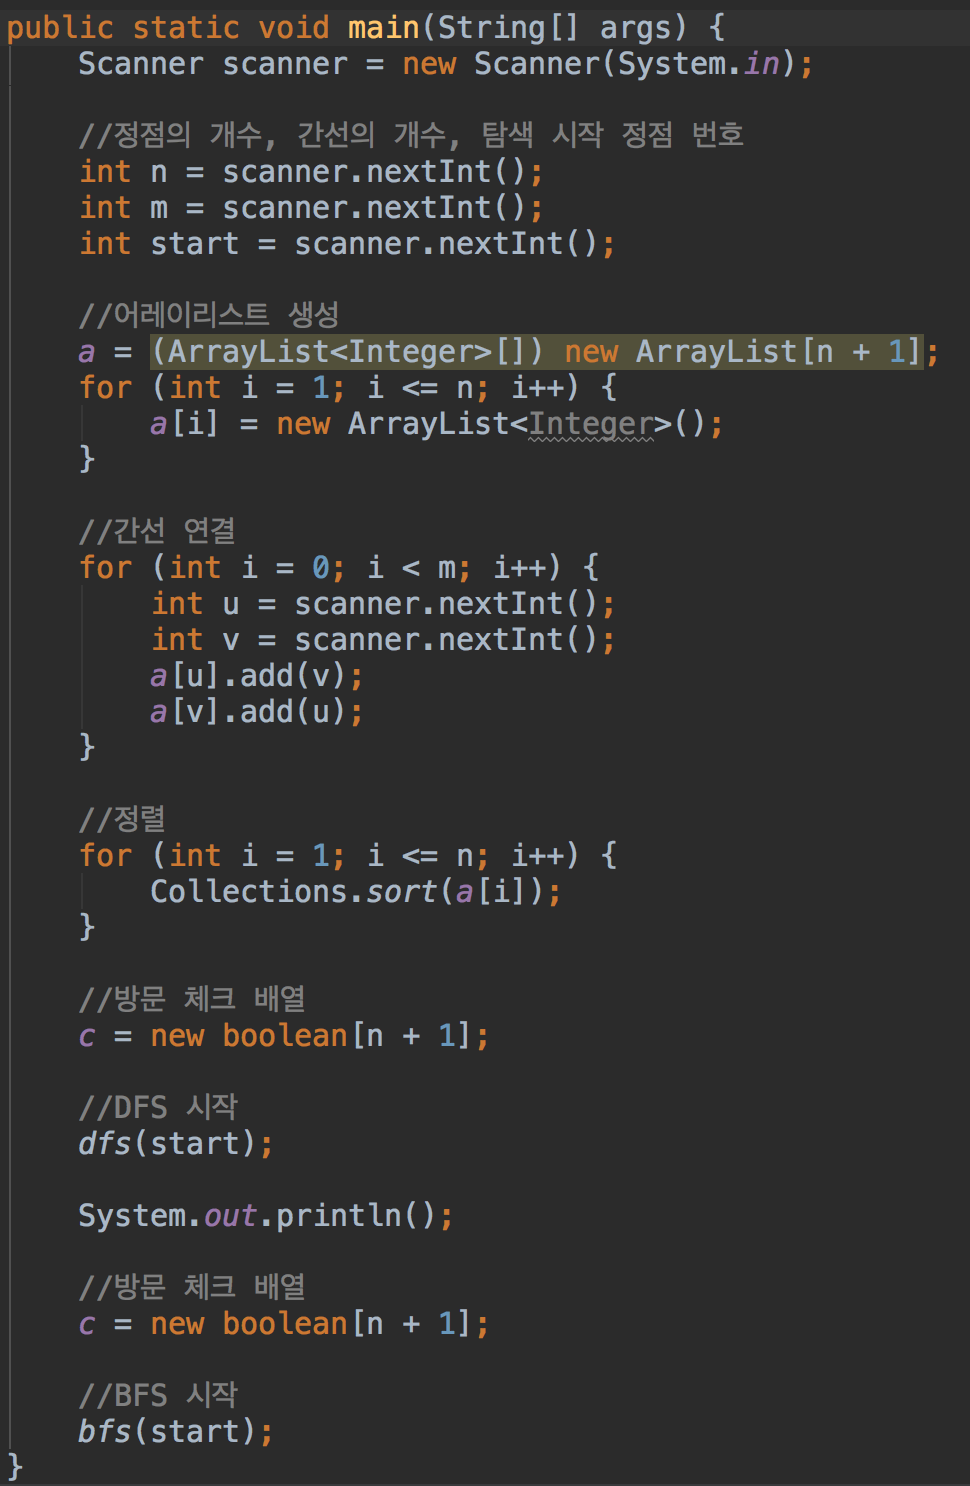 public static void main(String[] args) {
Scanner scanner = new Scanner(System.in);
//정점의 개수, 간선의 개수, 탐색 시작 정점 번호
int n = scanner.nextInt();
int m = scanner.nextInt();
int start = scanner.nextInt();
//어레이리스트 생성
a = (ArrayList<Integer>[]) new ArrayList[n + 1];
for (int i = 1; i <= n; i++) {
a[i] = new ArrayList<Integer>();
}
//간선 연결
for (int i = 0; i < m; i++) {
int u = scanner.nextInt();
int v = scanner.nextInt();
a[u].add(v);
a[v].add(u);
}
//정렬
for (int i = 1; i <= n; i++) {
Collections.sort(a[i]);
}
//방문 체크 배열
c = new boolean[n + 1];
//DFS 시작
dfs(start);
System.out.println();
//방문 체크 배열
c = new boolean[n + 1];
//BFS 시작
bfs(start);
}